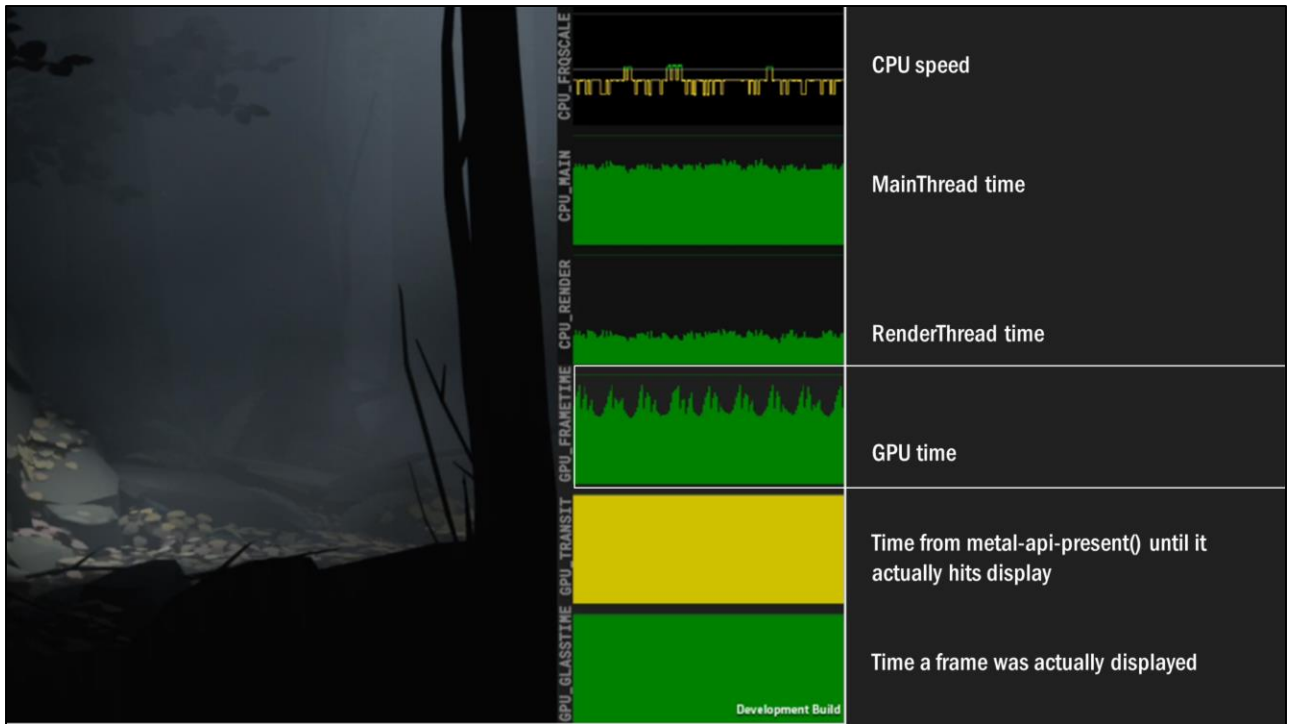 CPU_FRQSCALE
CPU speed
CPU_MAIN
MainThread time
CPU_RENDER
RenderThread time
GPU_FRAMETIME
GPU time
GPU_TRANSIT
Time from metal-api-present() until it
actually hits display
GPU_GLASSTIME
Time a frame was actually displayed
Development Build